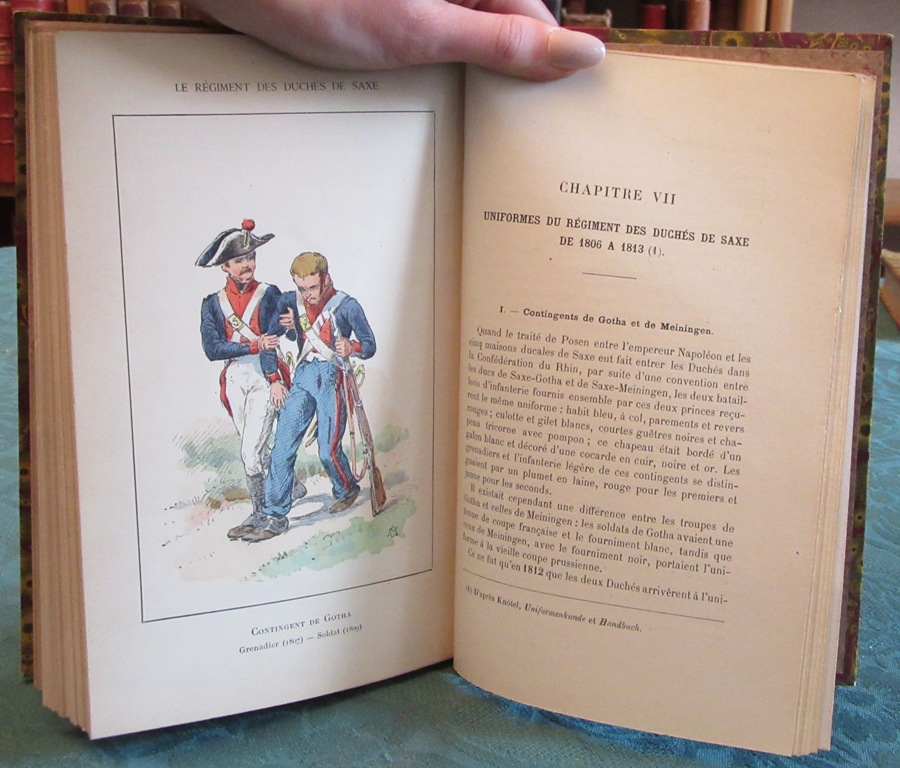 LE RÉGIMENT DES DUCHÉS DE SAXE
CONTINGENT DE GOTHA
Grenadier (1807) — Soldat (1809)
CHAPITRE VII
UNIFORMES DU RÉGIMENT DES DUCHÉS DE SAXE
DE 1806 A 1813 (1).
I. — Contingents de Gotha et de Meiningen.
Quand le traité de Posen entre l'empereur Napoléon et les
cinq maisons ducales de Saxe eut fait entrer les Duchés dans
la Confédération du Rhin, par suite d'une convention entre
les ducs de Saxe-Gotha et de Saxe-Meiningen, les deux batail-
lons d'infanterie fournis ensemble par ces deux princes reçu-
rent le même uniforme : habit bleu, à col, parements et revers
rouges ; culotte et gilet blancs, courtes guêtres noires et cha-
peau tricorne avec pompon ; ce chapeau était bordé d'un
galon blanc et décoré d'une cocarde en cuir, noire et or. Les
grenadiers et l'infanterie légère de ces contingents se distin-
guaient par un plumet en laine, rouge pour les premiers et
jaune pour les seconds.
Il existait cependant une différence entre les troupes de
Gotha et celles de Meiningen ; les soldats de Gotha avaient une
tenue de coupe française et le fourniment blanc, tandis que
ceux de Meiningen, avec le fourniment noir, portaient l'uni-
forme à la vieille coupe prussienne.
Ce ne fut qu'en 1812 que les deux Duchés arrivèrent à l'uni-
(1) D'après Knötel, Uniformenkunde et Handbuch.